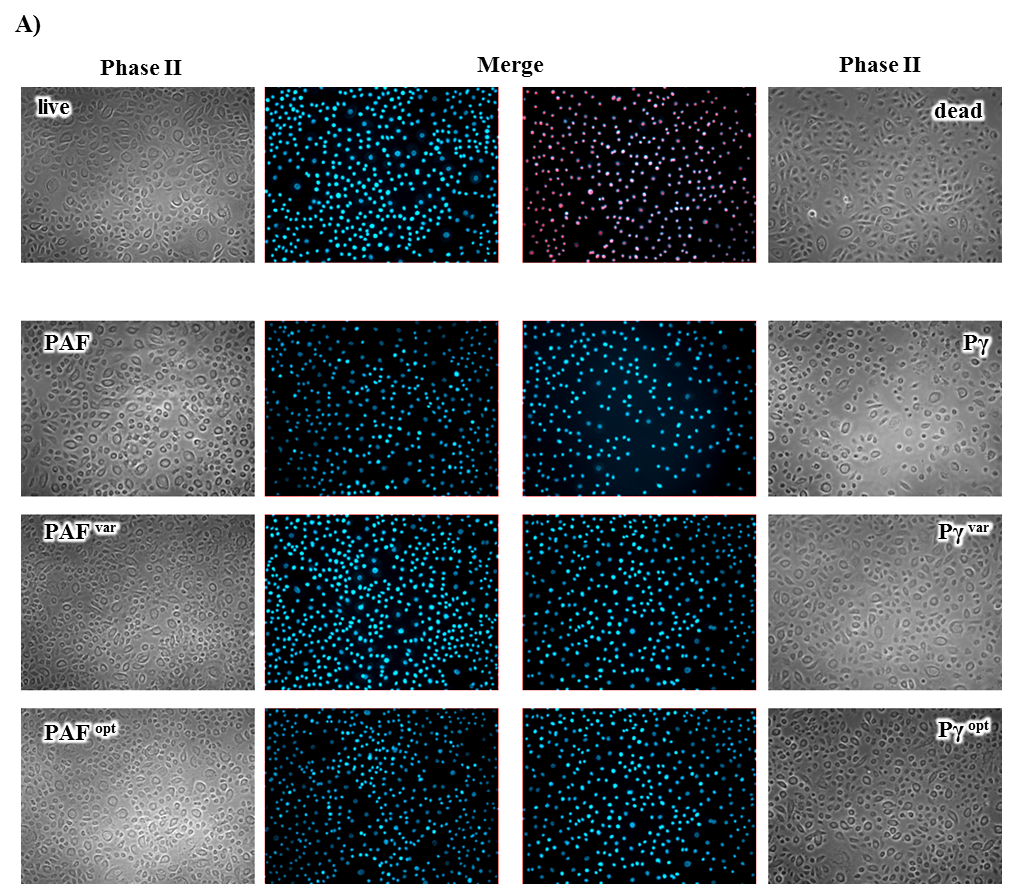 A)
Phase II Merge Phase II
live dead
PAF Pγ
PAF var Pγ var
PAF opt Pγ opt